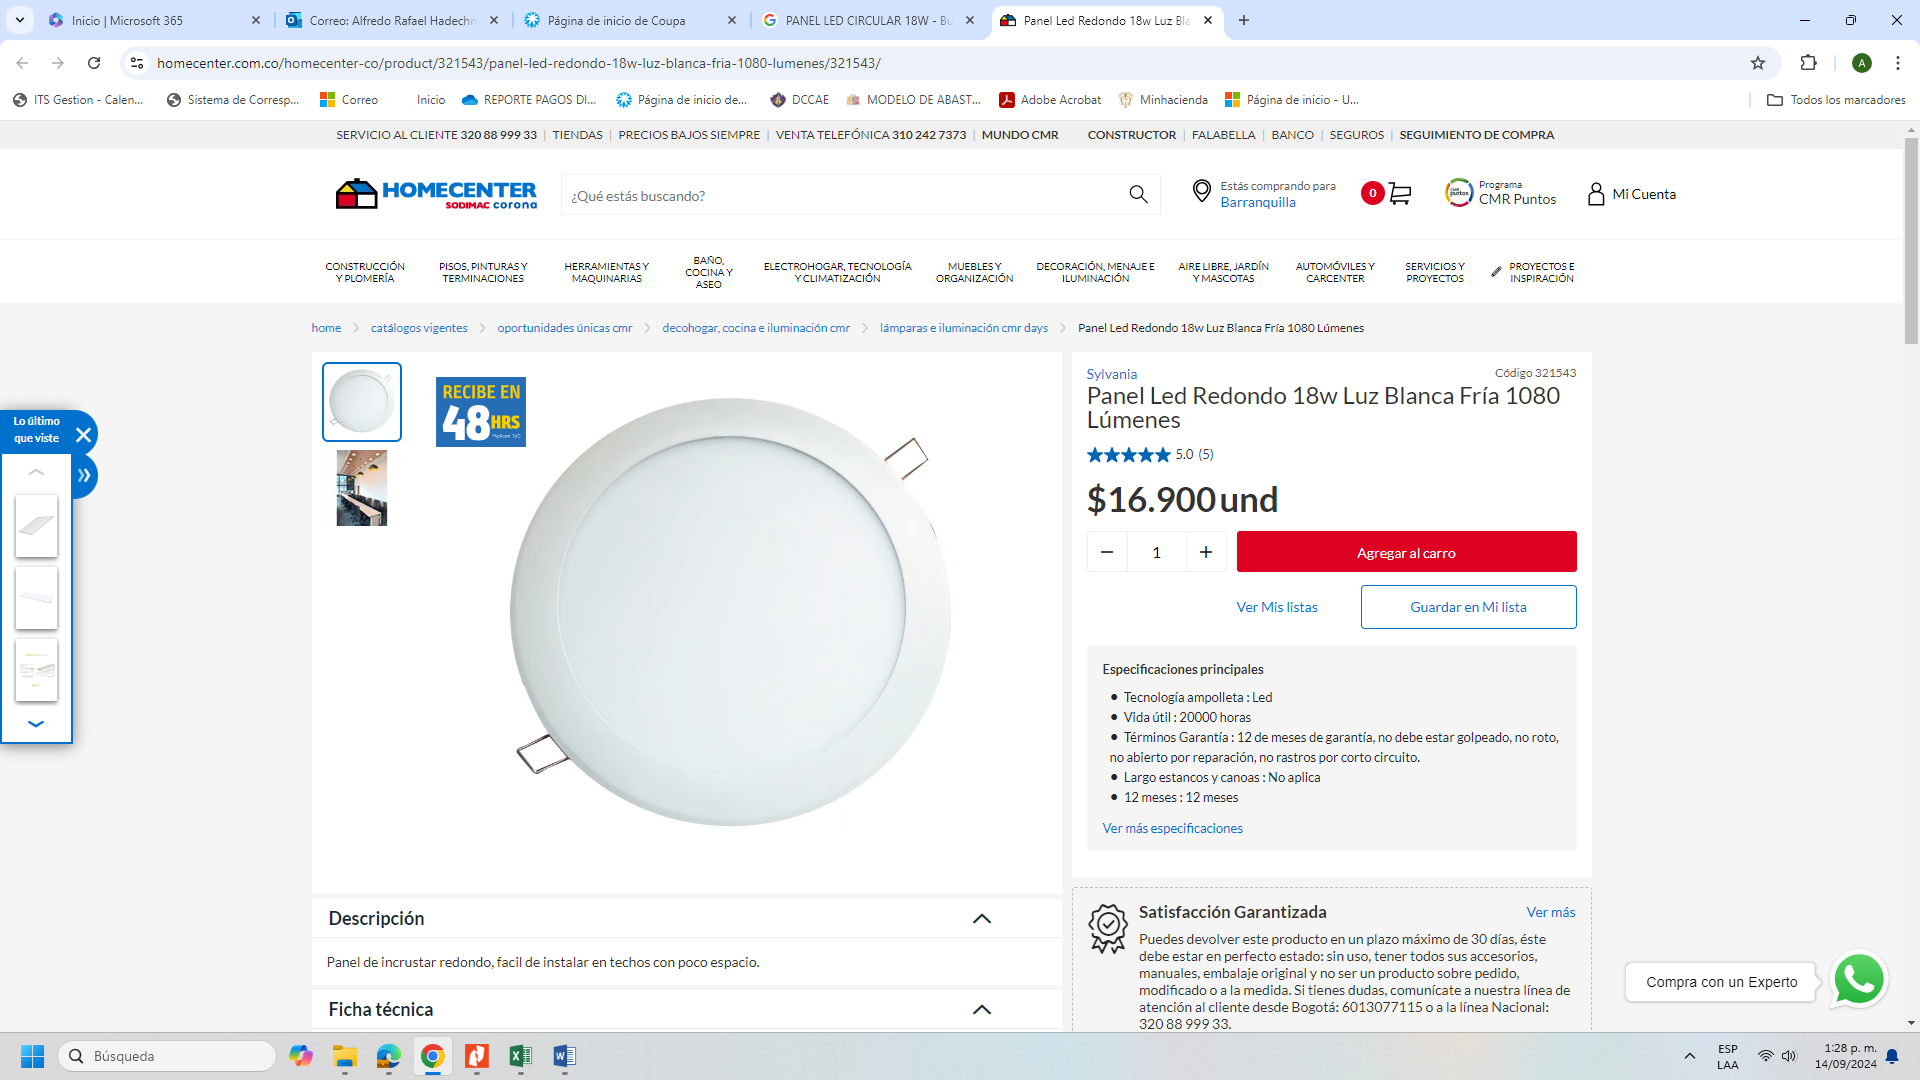 Inicio | Microsoft 365
Correo: Alfredo Rafael Hadechn
Página de inicio de Coupa
PANEL LED CIRCULAR 18W - Bu
Panel Led Redondo 18w Luz Bla
homecenter.com.co/homecenter-co/product/321543/panel-led-redondo-18w-luz-blanca-fria-1080-lumenes/321543/
A
ITS Gestion - Calen...
Sistema de Corresp...
Correo
Inicio
REPORTE PAGOS DI...
Página de inicio de...
DCCAE
MODELO DE ABAST...
Adobe Acrobat
Minhacienda
Página de inicio - U...
Todos los marcadores
SERVICIO AL CLIENTE 320 88 999 33 | TIENDAS | PRECIOS BAJOS SIEMPRE | VENTA TELEFÓNICA 310 242 7373 | MUNDO CMR CONSTRUCTOR | FALABELLA | BANCO | SEGUROS | SEGUIMIENTO DE COMPRA
HOMECENTER
SODIMAC corona
¿Qué estás buscando?
Estás comprando para
Barranquilla
0
CMR puntos
Programa
CMR Puntos
Mi Cuenta
CONSTRUCCIÓN
Y PLOMERÍA
PISOS, PINTURAS Y
TERMINACIONES
HERRAMIENTAS Y
MAQUINARIAS
BAÑO,
COCINA Y
ASEO
ELECTROHOGAR, TECNOLOGÍA
Y CLIMATIZACIÓN
MUEBLES Y
ORGANIZACIÓN
DECORACIÓN, MENAJE E
ILUMINACIÓN
AIRE LIBRE, JARDÍN
Y MASCOTAS
AUTOMÓVILES Y
CARCENTER
SERVICIOS Y
PROYECTOS
PROYECTOS E
INSPIRACIÓN
home > catálogos vigentes > oportunidades únicas cmr > decohogar, cocina e iluminación cmr > lámparas e iluminación cmr days > Panel Led Redondo 18w Luz Blanca Fría 1080 Lúmenes
Lo último
que viste
RECIBE EN
48HRS
*Aplican TyC
Sylvania
Código 321543
Panel Led Redondo 18w Luz Blanca Fría 1080
Lúmenes
5.0 (5)
$16.900 und
− 1 +
Agregar al carro
Ver Mis listas
Guardar en Mi lista
Especificaciones principales
• Tecnología ampolleta : Led
• Vida útil : 20000 horas
• Términos Garantía : 12 de meses de garantía, no debe estar golpeado, no roto,
no abierto por reparación, no rastros por corto circuito.
• Largo estancos y canoas : No aplica
• 12 meses : 12 meses
Ver más especificaciones
Descripción
Panel de incrustar redondo, facil de instalar en techos con poco espacio.
Ficha técnica
Satisfacción Garantizada
Ver más
Puedes devolver este producto en un plazo máximo de 30 días, éste
debe estar en perfecto estado: sin uso, tener todos sus accesorios,
manuales, embalaje original y no ser un producto sobre pedido,
modificado o a la medida. Si tienes dudas, comunícate a nuestra línea de
atención al cliente desde Bogotá: 6013077115 o a la línea Nacional:
320 88 999 33.
Compra con un Experto
Búsqueda
ESP
LAA
1:28 p. m.
14/09/2024